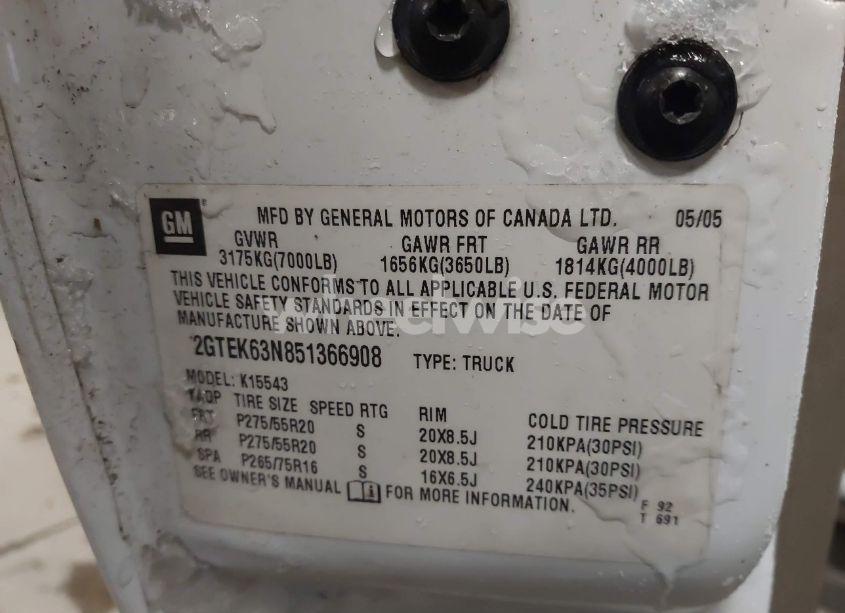 GM MFD BY GENERAL MOTORS OF CANADA LTD. 05/05
GVWR GAWR FRT GAWR RR
3175KG(7000LB) 1656KG(3650LB) 1814KG(4000LB)
THIS VEHICLE CONFORMS TO ALL APPLICABLE U.S. FEDERAL MOTOR
VEHICLE SAFETY STANDARDS IN EFFECT ON THE DATE OF
MANUFACTURE SHOWN ABOVE.
2GTEK63N851366908 TYPE: TRUCK
MODEL: K15543
TIRE SIZE SPEED RTG RIM COLD TIRE PRESSURE
FRT P275/55R20 S 20X8.5J 210KPA(30PSI)
RR P275/55R20 S 20X8.5J 210KPA(30PSI)
SPA P265/75R16 S 16X6.5J 240KPA(35PSI)
SEE OWNER'S MANUAL FOR MORE INFORMATION.
F 92
T 691